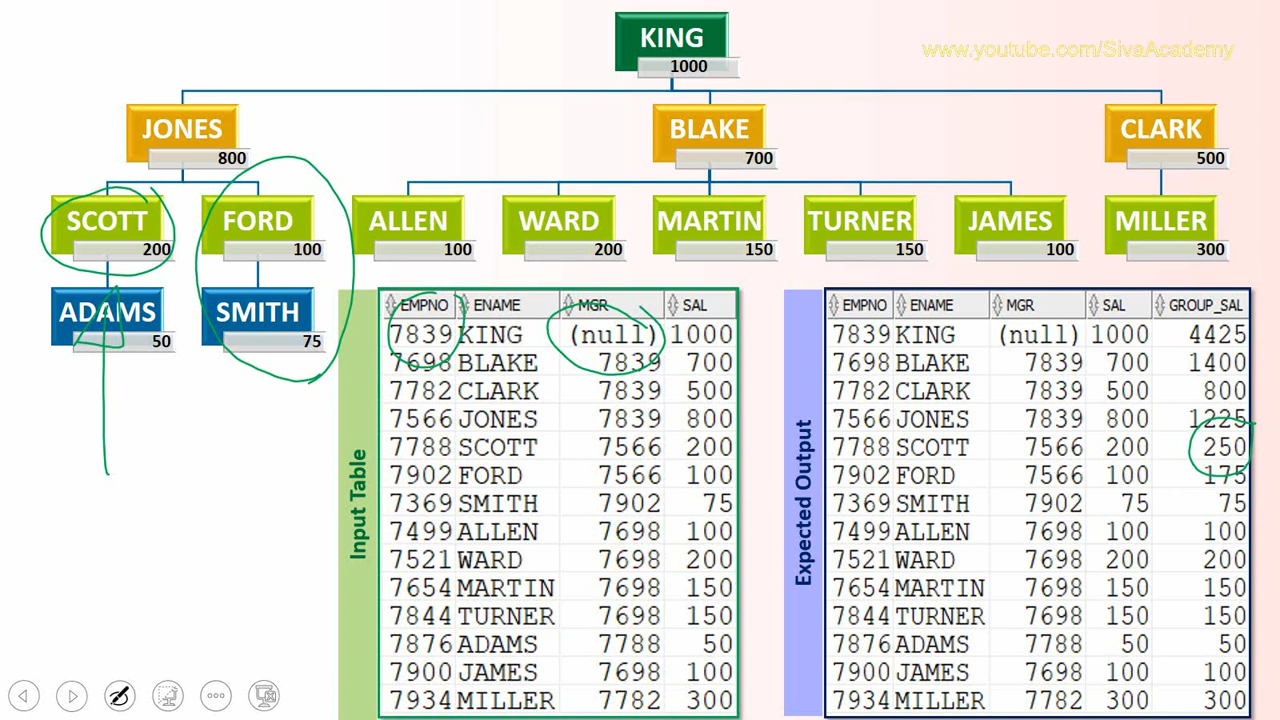 KING
1000
www.youtube.com/SivaAcademy
JONES
800
BLAKE
700
CLARK
500
SCOTT
200
FORD
100
ALLEN
100
WARD
200
MARTIN
150
TURNER
150
JAMES
100
MILLER
300
ADAMS
50
SMITH
75
Input Table
EMPNO ENAME MGR SAL
7839 KING (null) 1000
7698 BLAKE 7839 700
7782 CLARK 7839 500
7566 JONES 7839 800
7788 SCOTT 7566 200
7902 FORD 7566 100
7369 SMITH 7902 75
7499 ALLEN 7698 100
7521 WARD 7698 200
7654 MARTIN 7698 150
7844 TURNER 7698 150
7876 ADAMS 7788 50
7900 JAMES 7698 100
7934 MILLER 7782 300
Expected Output
EMPNO ENAME MGR SAL GROUP_SAL
7839 KING (null) 1000 4425
7698 BLAKE 7839 700 1400
7782 CLARK 7839 500 800
7566 JONES 7839 800 1225
7788 SCOTT 7566 200 250
7902 FORD 7566 100 175
7369 SMITH 7902 75 75
7499 ALLEN 7698 100 100
7521 WARD 7698 200 200
7654 MARTIN 7698 150 150
7844 TURNER 7698 150 150
7876 ADAMS 7788 50 50
7900 JAMES 7698 100 100
7934 MILLER 7782 300 300